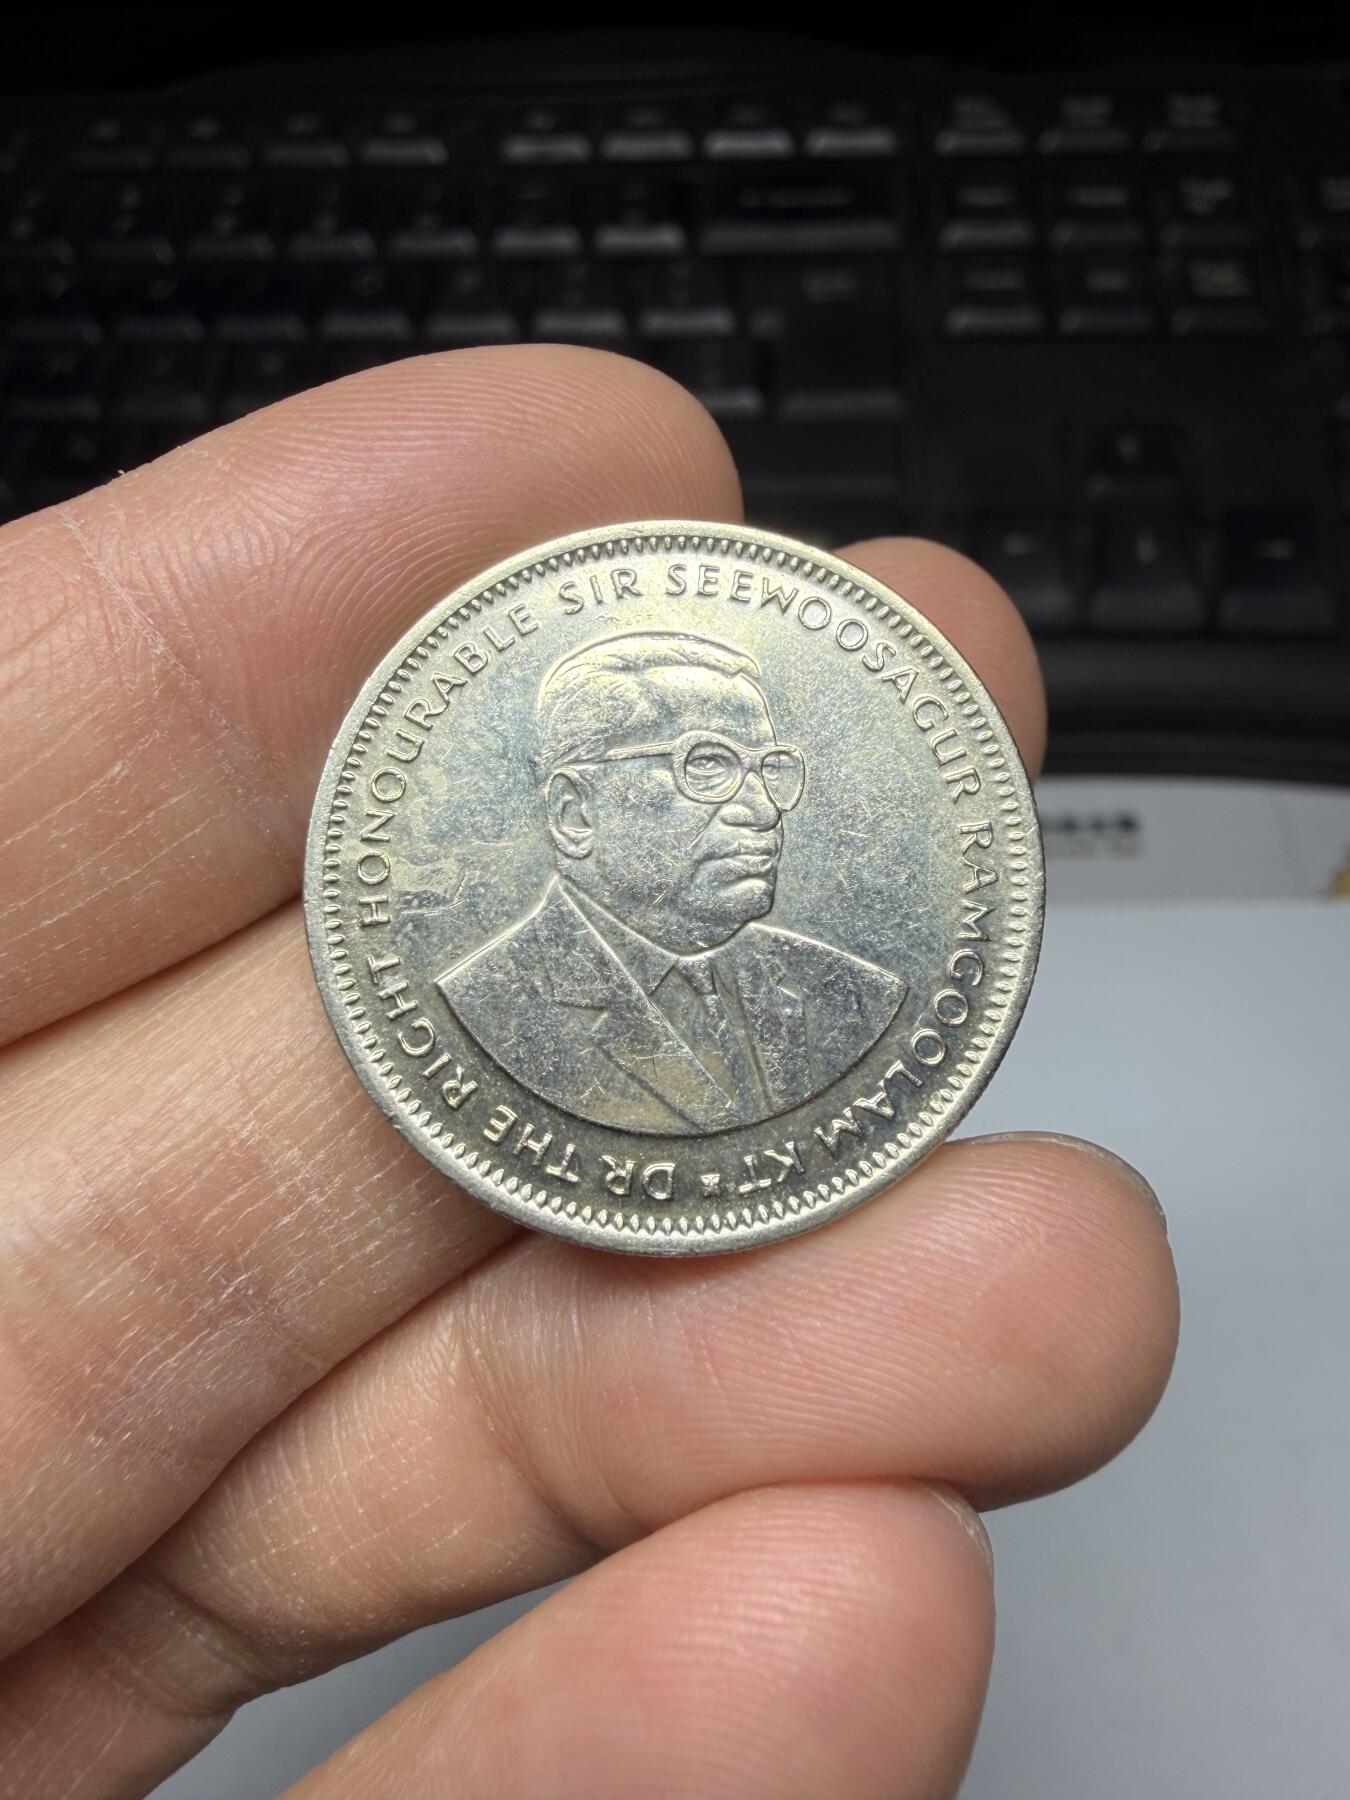 DR THE RIGHT HONOURABLE SIR SEEWOOSAGUR RAMGOOLAM KT